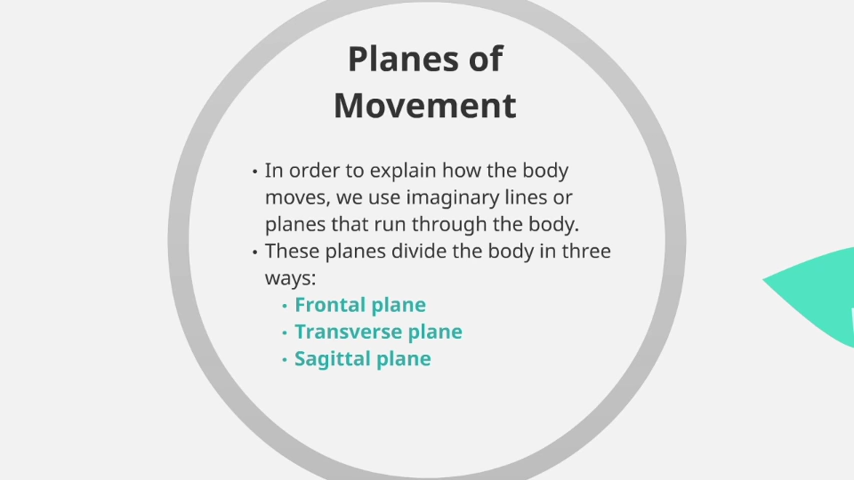 Planes of
Movement
• In order to explain how the body
moves, we use imaginary lines or
planes that run through the body.
• These planes divide the body in three
ways:
• Frontal plane
• Transverse plane
• Sagittal plane